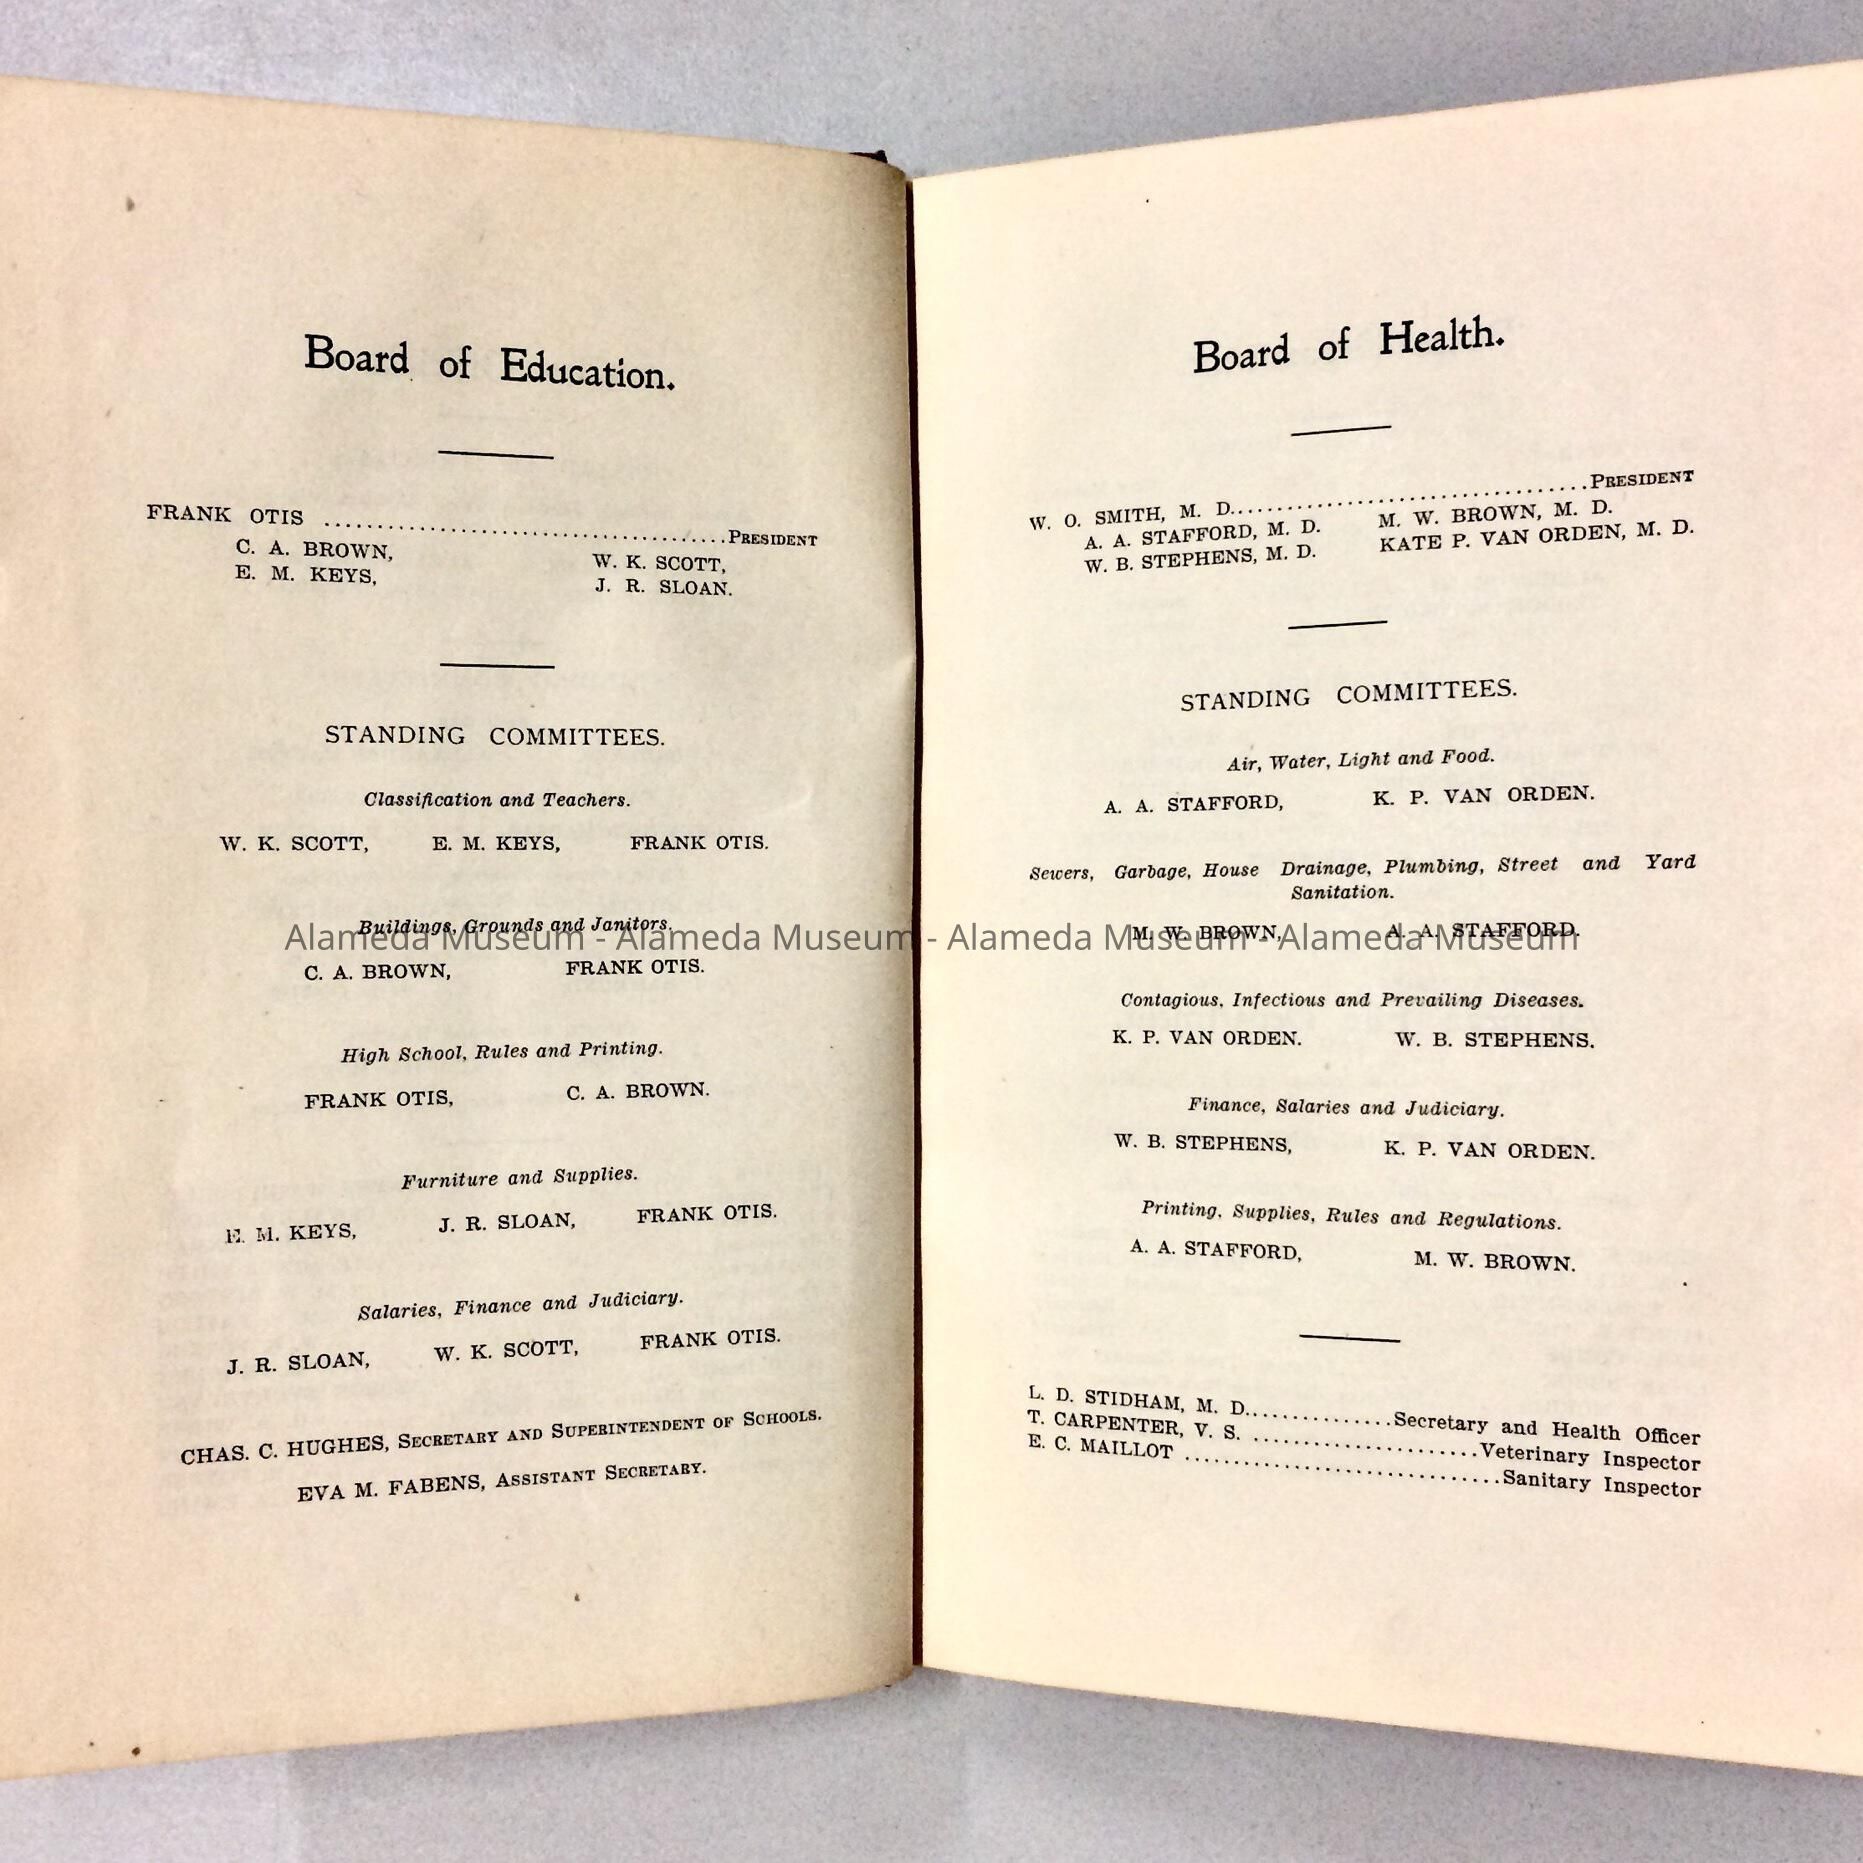 Board of Education.
FRANK OTIS ........................................PRESIDENT
C. A. BROWN, W. K. SCOTT,
E. M. KEYS, J. R. SLOAN.
STANDING COMMITTEES.
Classification and Teachers.
W. K. SCOTT, E. M. KEYS, FRANK OTIS.
Buildings, Grounds and Janitors.
C. A. BROWN, FRANK OTIS.
High School, Rules and Printing.
FRANK OTIS, C. A. BROWN.
Furniture and Supplies.
E. M. KEYS, J. R. SLOAN, FRANK OTIS.
Salaries, Finance and Judiciary.
J. R. SLOAN, W. K. SCOTT, FRANK OTIS.
CHAS. C. HUGHES, SECRETARY AND SUPERINTENDENT OF SCHOOLS.
EVA M. FABENS, ASSISTANT SECRETARY.
Board of Health.
W. O. SMITH, M. D...................................PRESIDENT
A. A. STAFFORD, M. D. M. W. BROWN, M. D.
W. B. STEPHENS, M. D. KATE P. VAN ORDEN, M. D.
STANDING COMMITTEES.
Air, Water, Light and Food.
A. A. STAFFORD, K. P. VAN ORDEN.
Sewers, Garbage, House Drainage, Plumbing, Street and Yard
Sanitation.
M. W. BROWN, A. A. STAFFORD.
Contagious, Infectious and Prevailing Diseases.
K. P. VAN ORDEN. W. B. STEPHENS.
Finance, Salaries and Judiciary.
W. B. STEPHENS, K. P. VAN ORDEN.
Printing, Supplies, Rules and Regulations.
A. A. STAFFORD, M. W. BROWN.
L. D. STIDHAM, M. D...............Secretary and Health Officer
T. CARPENTER, V. S. ......................Veterinary Inspector
E. C. MAILLOT ...............................Sanitary Inspector
Alameda Museum - Alameda Museum - Alameda Museum - Alameda Museum